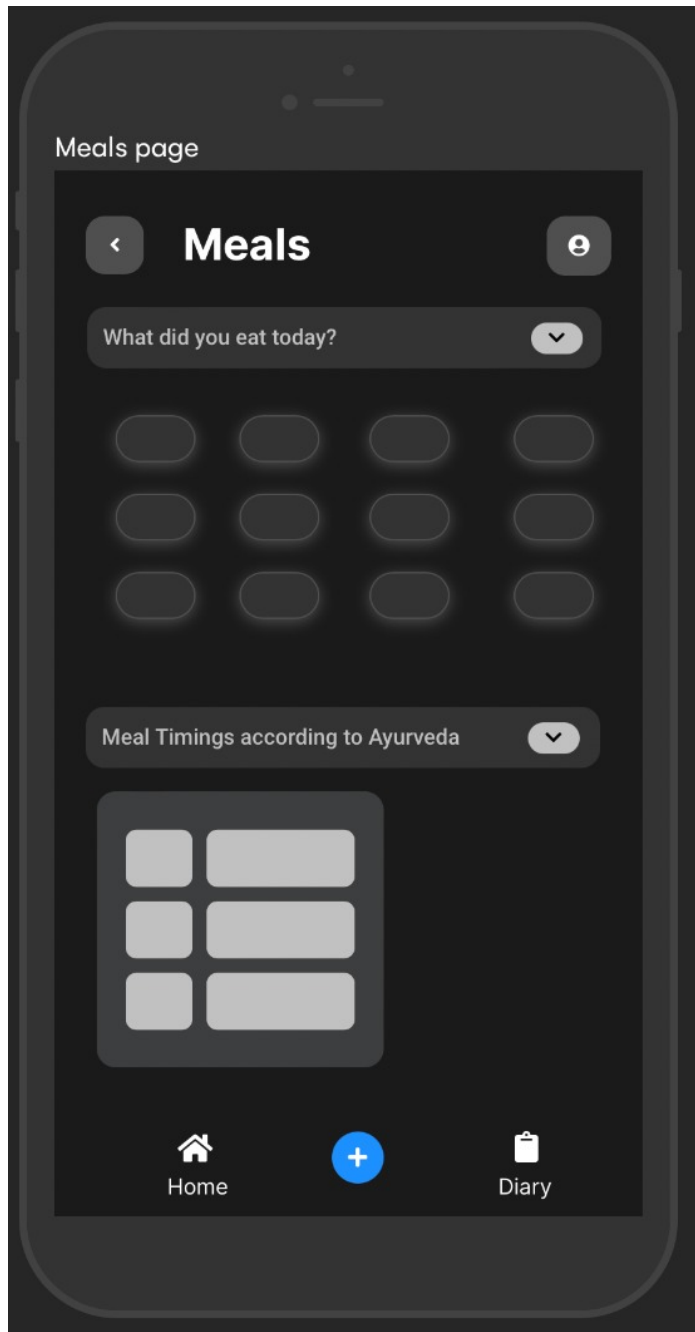 Meals page
Meals
What did you eat today?
Meal Timings according to Ayurveda
Home
Diary